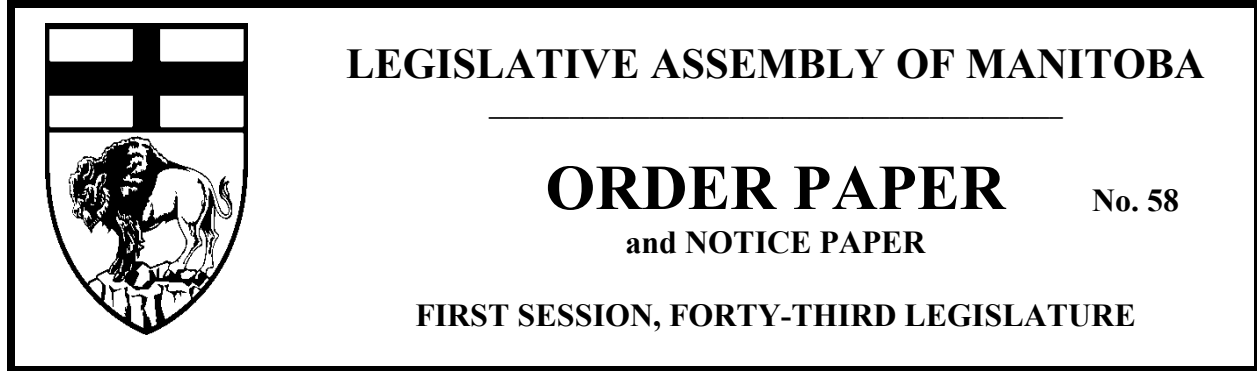 LEGISLATIVE ASSEMBLY OF MANITOBA
ORDER PAPER No. 58
and NOTICE PAPER
FIRST SESSION, FORTY-THIRD LEGISLATURE